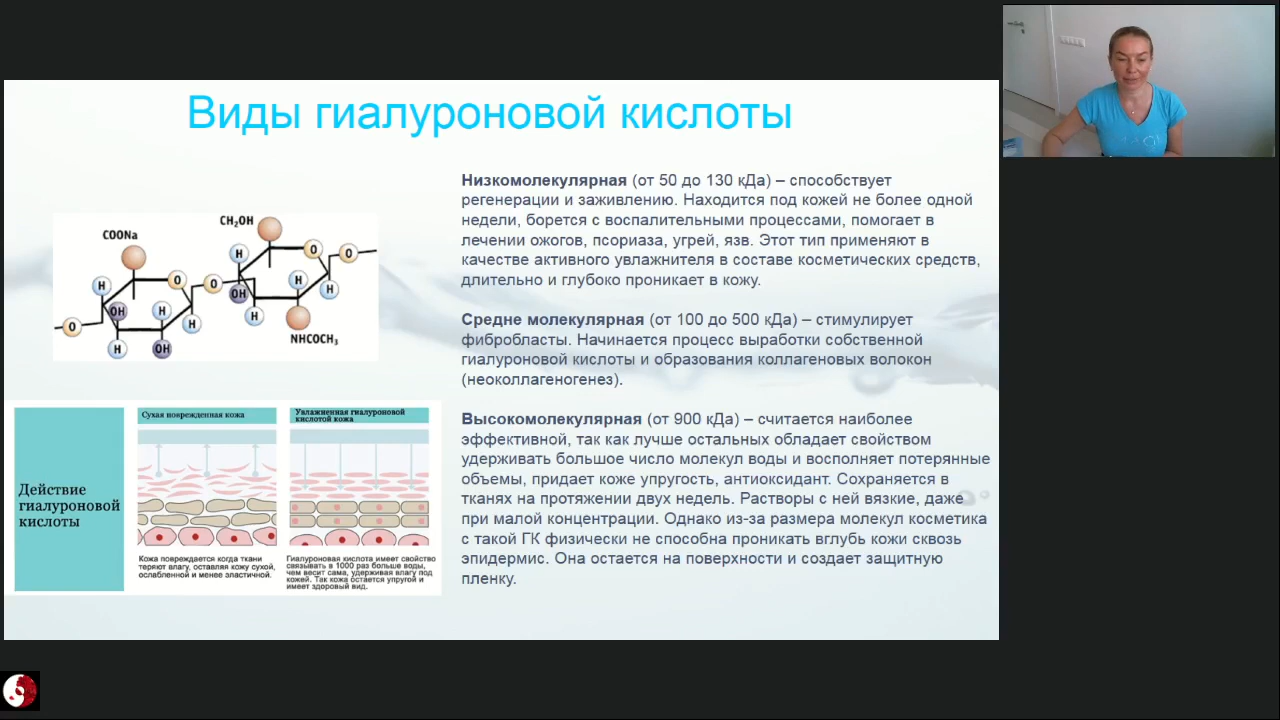 Виды гиалуроновой кислоты
COONa
CH₂OH
H
O
O
H
O
O
H
OH
H
H
OH
H
H
O
H
OH
H
NHCOCH₃
Низкомолекулярная (от 50 до 130 кДа) – способствует
регенерации и заживлению. Находится под кожей не более одной
недели, борется с воспалительными процессами, помогает в
лечении ожогов, псориаза, угрей, язв. Этот тип применяют в
качестве активного увлажнителя в составе косметических средств,
длительно и глубоко проникает в кожу.
Средне молекулярная (от 100 до 500 кДа) – стимулирует
фибробласты. Начинается процесс выработки собственной
гиалуроновой кислоты и образования коллагеновых волокон
(неоколлагеногенез).
Высокомолекулярная (от 900 кДа) – считается наиболее
эффективной, так как лучше остальных обладает свойством
удерживать большое число молекул воды и восполняет потерянные
объемы, придает коже упругость, антиоксидант. Сохраняется в
тканях на протяжении двух недель. Растворы с ней вязкие, даже
при малой концентрации. Однако из-за размера молекул косметика
с такой ГК физически не способна проникать вглубь кожи сквозь
эпидермис. Она остается на поверхности и создает защитную
пленку.
Действие
гиалуроновой
кислоты
Сухая поврежденная кожа
Кожа повреждается когда ткани
теряют влагу, оставляя кожу сухой,
ослабленной и менее эластичной.
Увлажненная гиалуроновой
кислотой кожа
Гиалуроновая кислота имеет свойство
связывать в 1000 раз больше воды,
чем весит сама, удерживая влагу под
кожей. Так кожа остается упругой и
имеет здоровый вид.